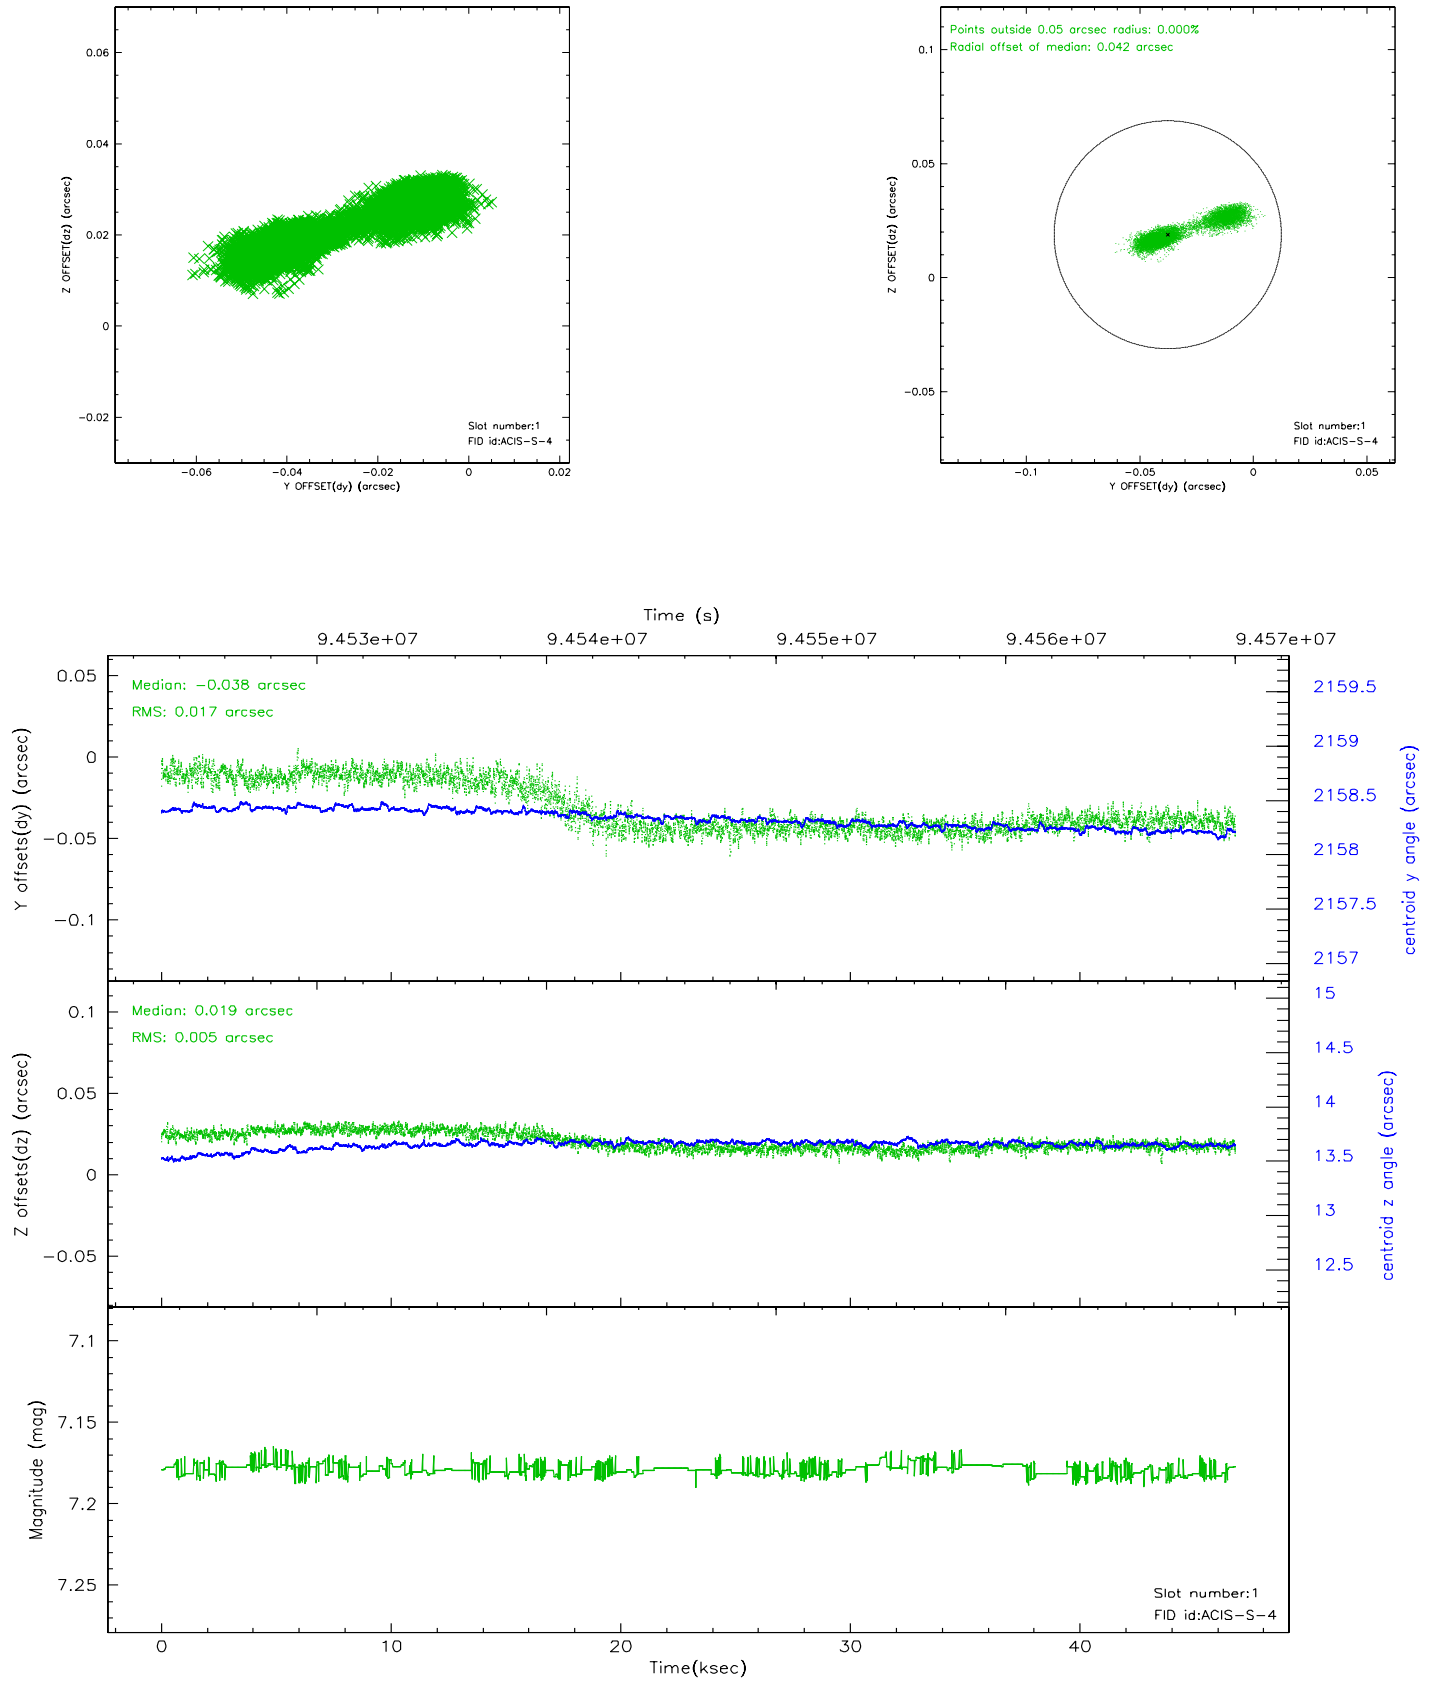 0.06
0.04
0.02
0
−0.02
Z OFFSET(dz) (arcsec)
Slot number:1
FID id:ACIS−S−4
−0.06 −0.04 −0.02 0 0.02
Y OFFSET(dy) (arcsec)
Points outside 0.05 arcsec radius: 0.000%
Radial offset of median: 0.042 arcsec
0.1
0.05
0
−0.05
Z OFFSET(dz) (arcsec)
Slot number:1
FID id:ACIS−S−4
−0.1 −0.05 0 0.05
Y OFFSET(dy) (arcsec)
Time (s)
9.453e+07 9.454e+07 9.455e+07 9.456e+07 9.457e+07
Median: −0.038 arcsec
RMS: 0.017 arcsec
0.05
0
−0.05
−0.1
Y offsets(dy) (arcsec)
2159.5
2159
2158.5
2158
2157.5
2157
centroid y angle (arcsec)
Median: 0.019 arcsec
RMS: 0.005 arcsec
0.1
0.05
0
−0.05
Z offsets(dz) (arcsec)
15
14.5
14
13.5
13
12.5
centroid z angle (arcsec)
7.1
7.15
7.2
7.25
Magnitude (mag)
Slot number:1
FID id:ACIS−S−4
0 10 20 30 40
Time(ksec)